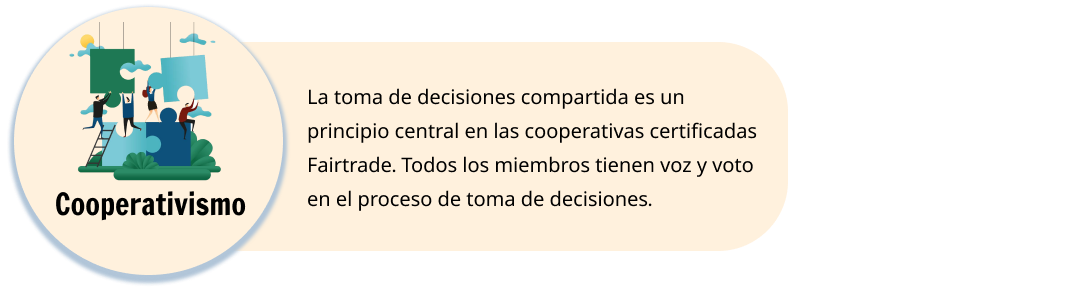 Cooperativismo
La toma de decisiones compartida es un
principio central en las cooperativas certificadas
Fairtrade. Todos los miembros tienen voz y voto
en el proceso de toma de decisiones.